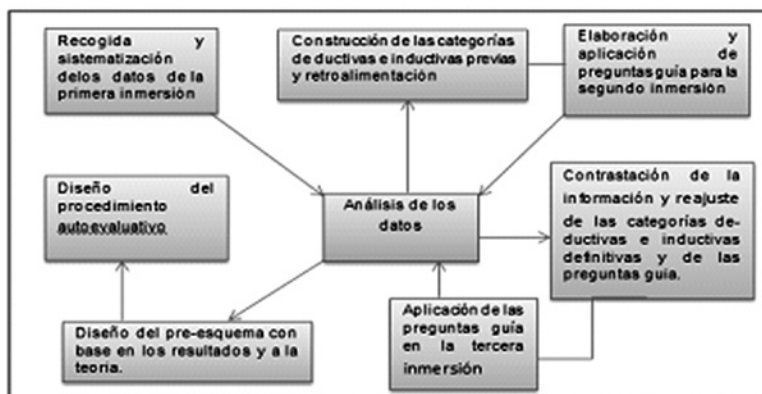 Recogida y
sistematización
delos datos de la
primera inmersión
Construcción de las categorías
de ductivas e inductivas previas
y retroalimentación
Elaboración y
aplicación de
preguntas guía para la
segundo inmersión
Diseño del
procedimiento
autoevaluativo
Análisis de los
datos
Contrastación de la
información y reajuste
de las categorías de-
ductivas e inductivas
definitivas y de las
preguntas guia.
Diseño del pre-esquema con
base en los resultados y a la
teoría.
Aplicación de las
preguntas guía
en la tercera
inmersión